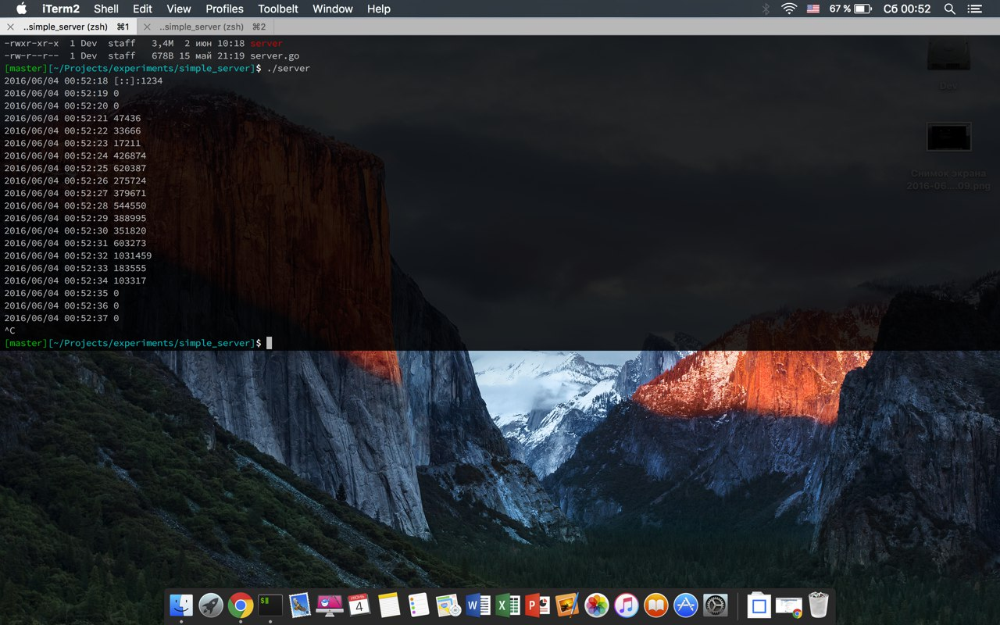 iTerm2 Shell Edit View Profiles Toolbelt Window Help 67 % Сб 00:52
..simple_server (zsh) ⌘1 ..simple_server (zsh) ⌘2
-rwxr-xr-x 1 Dev staff 3,4M 2 июн 10:18 server
-rw-r--r-- 1 Dev staff 678B 15 май 21:19 server.go
[master][~/Projects/experiments/simple_server]$ ./server
2016/06/04 00:52:18 [::]:1234
2016/06/04 00:52:19 0
2016/06/04 00:52:20 0
2016/06/04 00:52:21 47436
2016/06/04 00:52:22 33666
2016/06/04 00:52:23 17211
2016/06/04 00:52:24 426874
2016/06/04 00:52:25 620387
2016/06/04 00:52:26 275724
2016/06/04 00:52:27 379671
2016/06/04 00:52:28 544550
2016/06/04 00:52:29 388995
2016/06/04 00:52:30 351820
2016/06/04 00:52:31 603273
2016/06/04 00:52:32 1031459
2016/06/04 00:52:33 183555
2016/06/04 00:52:34 103317
2016/06/04 00:52:35 0
2016/06/04 00:52:36 0
2016/06/04 00:52:37 0
^C
[master][~/Projects/experiments/simple_server]$
Dev
Снимок экрана
2016-06....09.png
$
ИЮНЬ
4
W
X
P